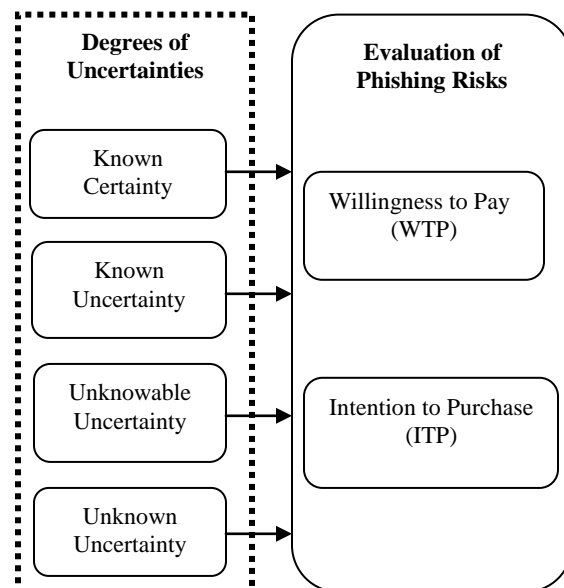 Degrees of
Uncertainties
Known
Certainty
Known
Uncertainty
Unknowable
Uncertainty
Unknown
Uncertainty
Evaluation of
Phishing Risks
Willingness to Pay
(WTP)
Intention to Purchase
(ITP)